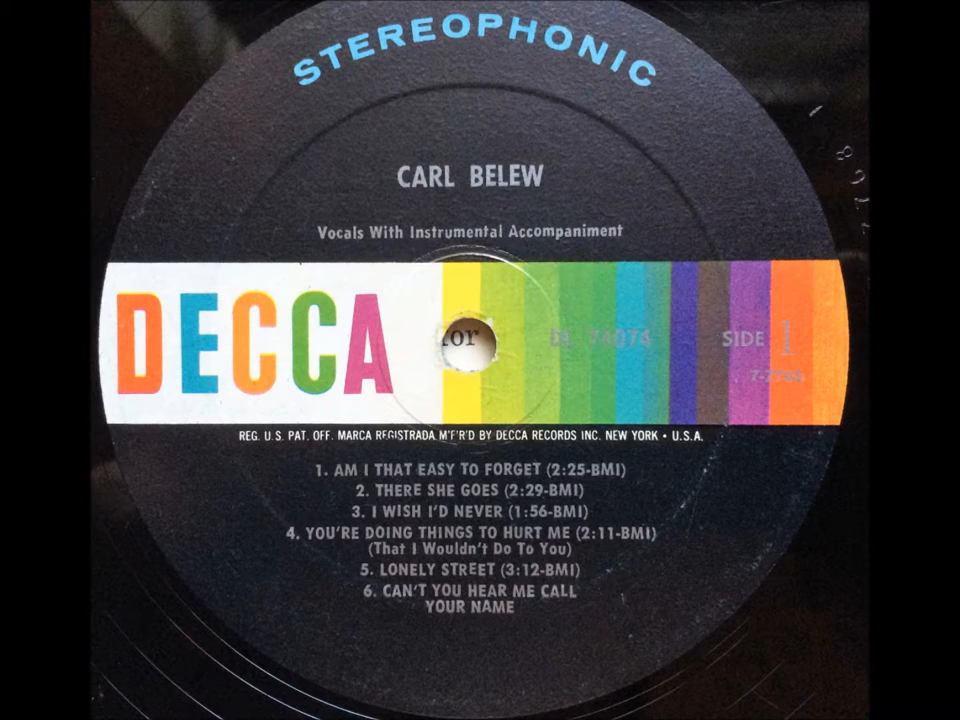 STEREOPHONIC
CARL BELEW
Vocals With Instrumental Accompaniment
DECCA
DL 74074
SIDE 1
REG. U.S. PAT. OFF. MARCA REGISTRADA M'F'R'D BY DECCA RECORDS INC. NEW YORK • U.S.A.
1. AM I THAT EASY TO FORGET (2:25-BMI)
2. THERE SHE GOES (2:29-BMI)
3. I WISH I'D NEVER (1:56-BMI)
4. YOU'RE DOING THINGS TO HURT ME (2:11-BMI)
(That I Wouldn't Do To You)
5. LONELY STREET (3:12-BMI)
6. CAN'T YOU HEAR ME CALL
YOUR NAME